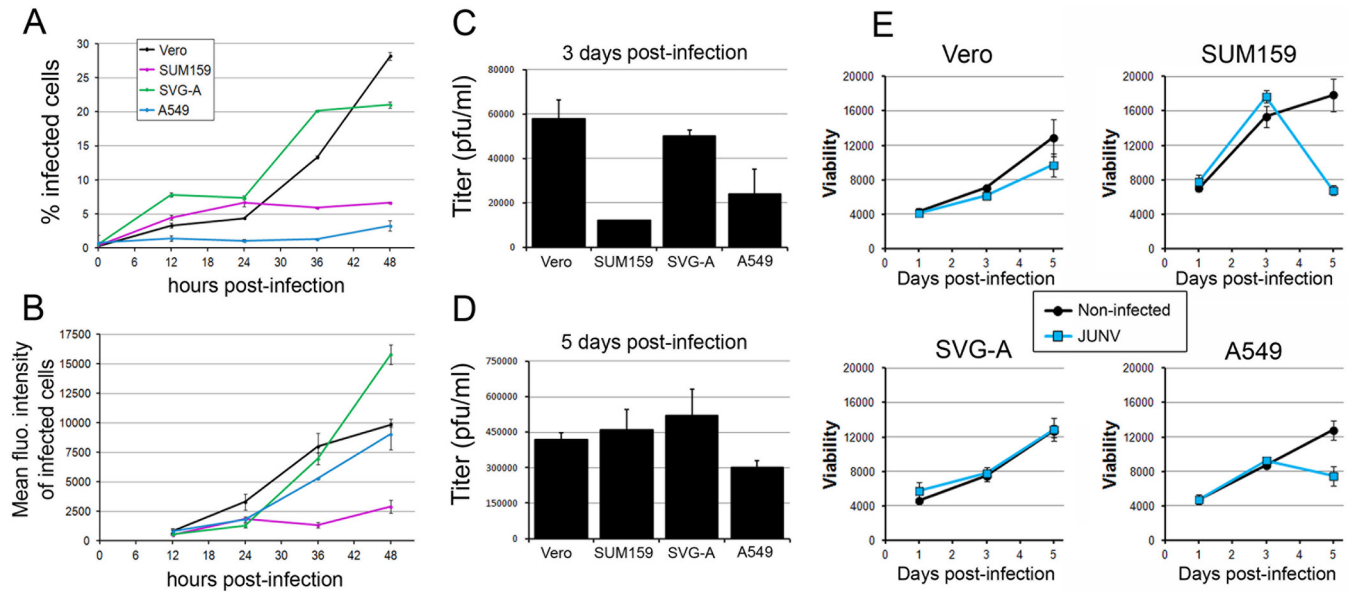 A
% infected cells
30
25
20
15
10
5
0
Vero
SUM159
SVG-A
A549
0 6 12 18 24 30 36 42 48
hours post-infection
B
Mean fluo. intensity
of infected cells
17500
15000
12500
10000
7500
5000
2500
0
0 6 12 18 24 30 36 42 48
hours post-infection
C
3 days post-infection
Titer (pfu/ml)
80000
60000
40000
20000
0
Vero SUM159 SVG-A A549
D
5 days post-infection
Titer (pfu/ml)
750000
600000
450000
300000
150000
0
Vero SUM159 SVG-A A549
E
Vero
Viability
20000
16000
12000
8000
4000
0
0 1 2 3 4 5
Days post-infection
SUM159
Viability
20000
16000
12000
8000
4000
0
0 1 2 3 4 5
Days post-infection
Non-infected
JUNV
SVG-A
Viability
20000
16000
12000
8000
4000
0
0 1 2 3 4 5
Days post-infection
A549
Viability
20000
16000
12000
8000
4000
0
0 1 2 3 4 5
Days post-infection